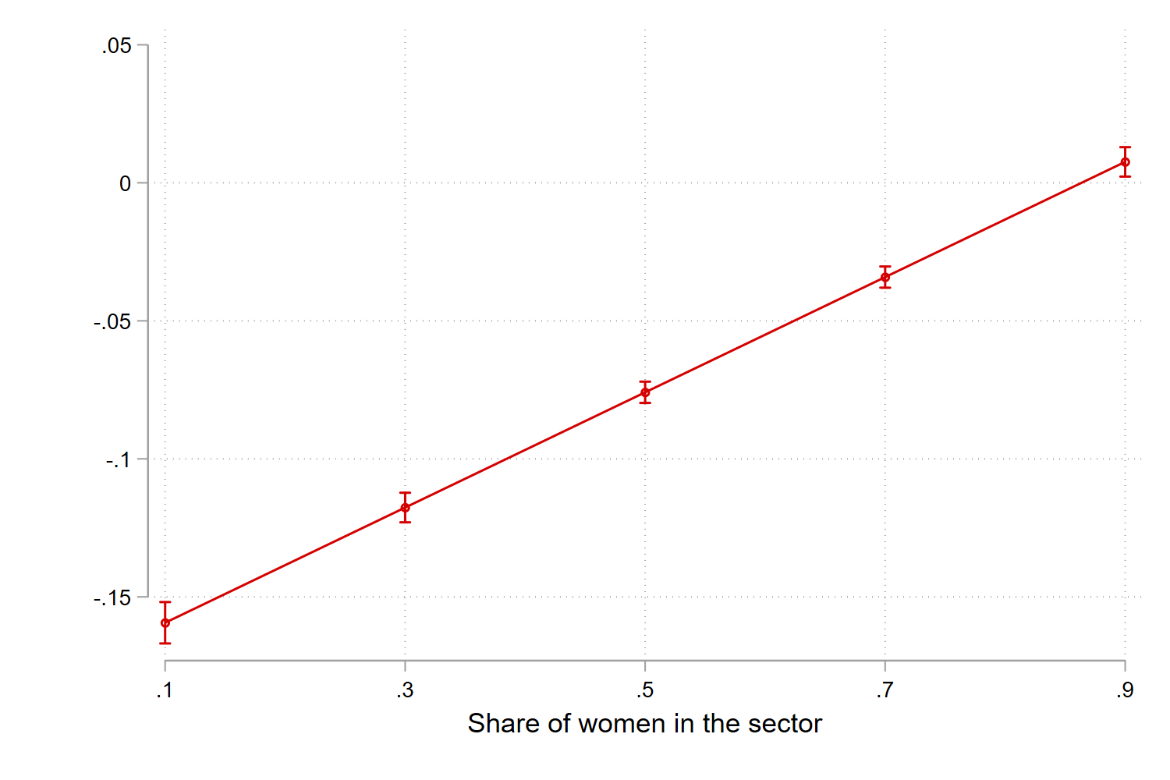 .05
0
-.05
-.1
-.15
.1 .3 .5 .7 .9
Share of women in the sector